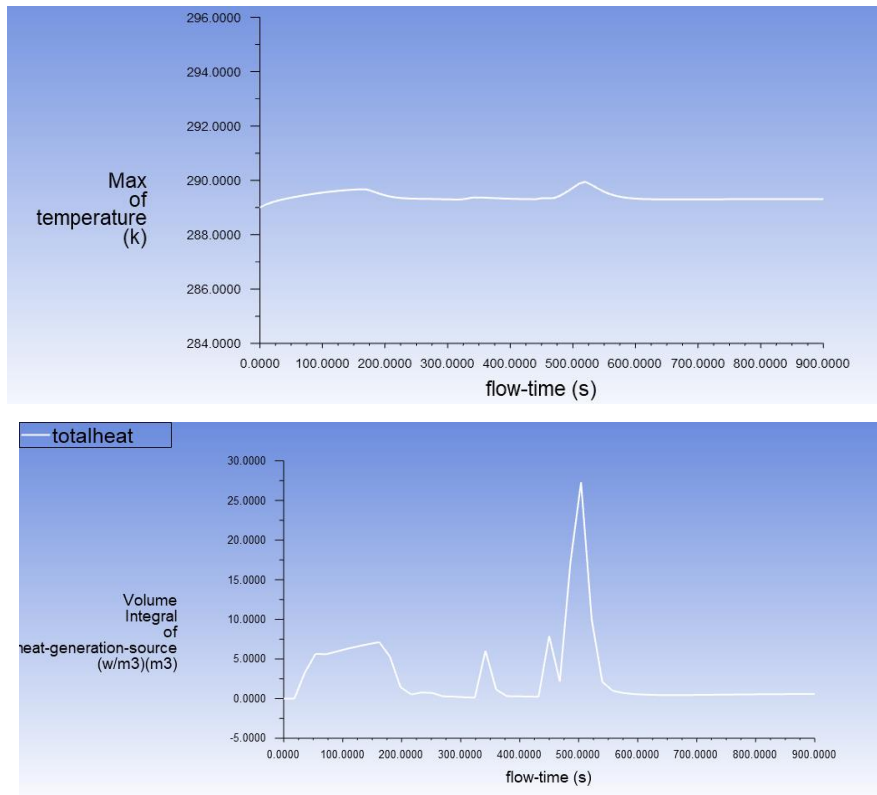 296.0000
294.0000
292.0000
290.0000
288.0000
286.0000
284.0000
Max
of
temperature
(k)
0.0000 100.0000 200.0000 300.0000 400.0000 500.0000 600.0000 700.0000 800.0000 900.0000
flow-time (s)
totalheat
30.0000
25.0000
20.0000
15.0000
10.0000
5.0000
0.0000
-5.0000
Volume
Integral
of
heat-generation-source
(w/m3)(m3)
0.0000 100.0000 200.0000 300.0000 400.0000 500.0000 600.0000 700.0000 800.0000 900.0000
flow-time (s)